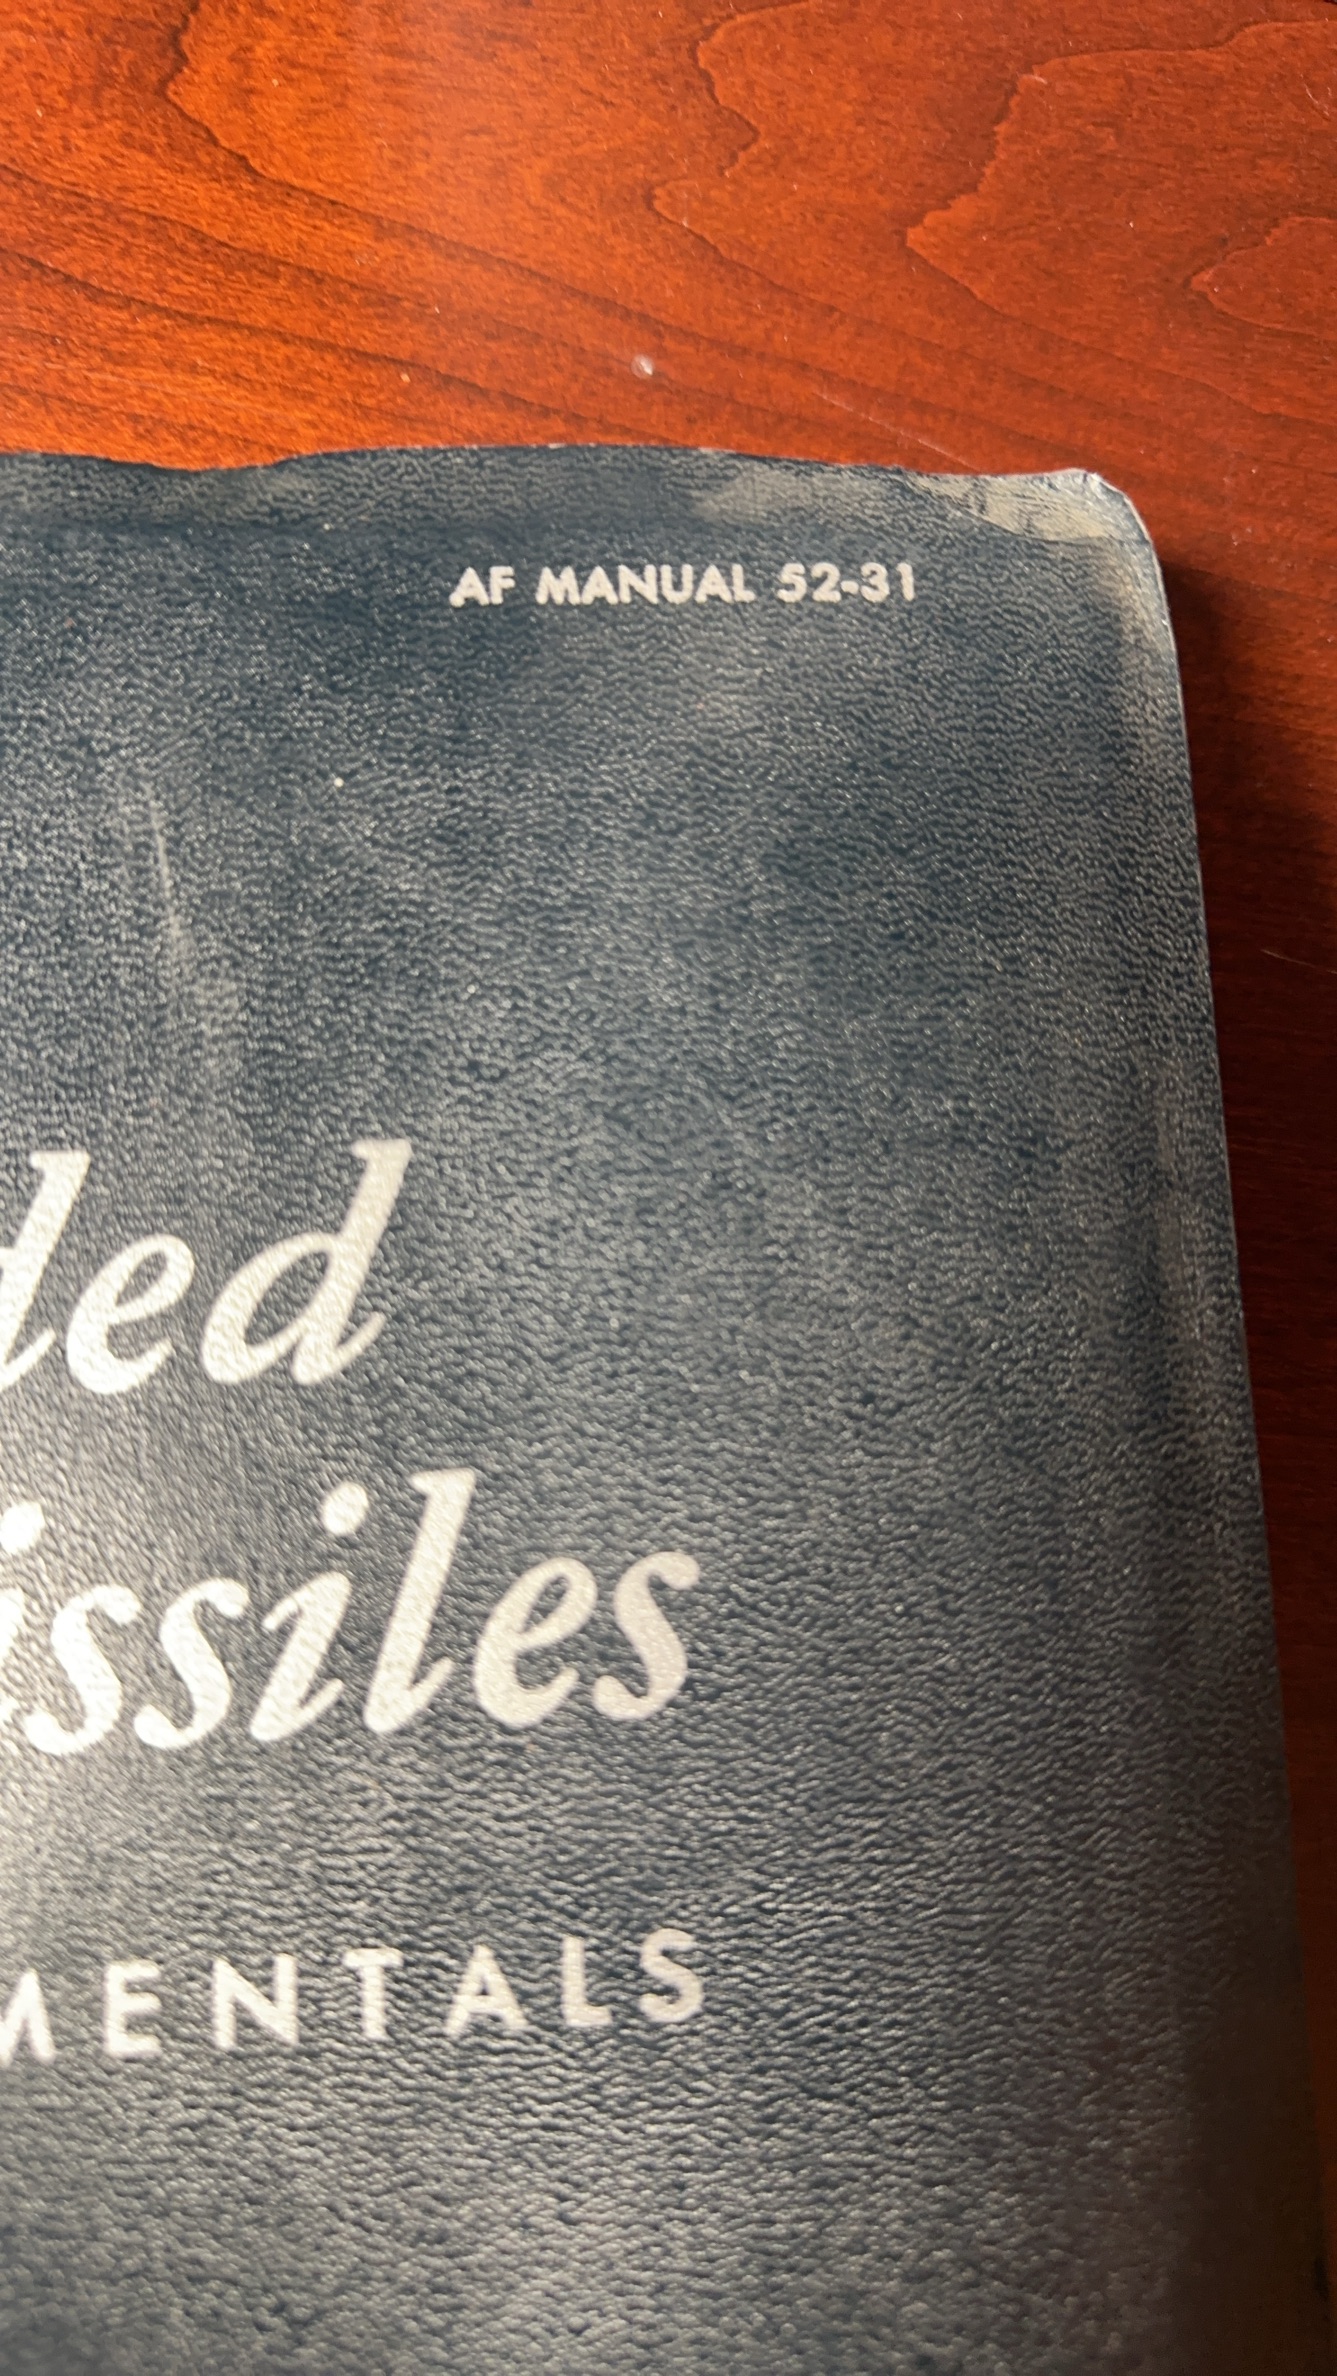 AF MANUAL 52-31
ded
issiles
MENTALS